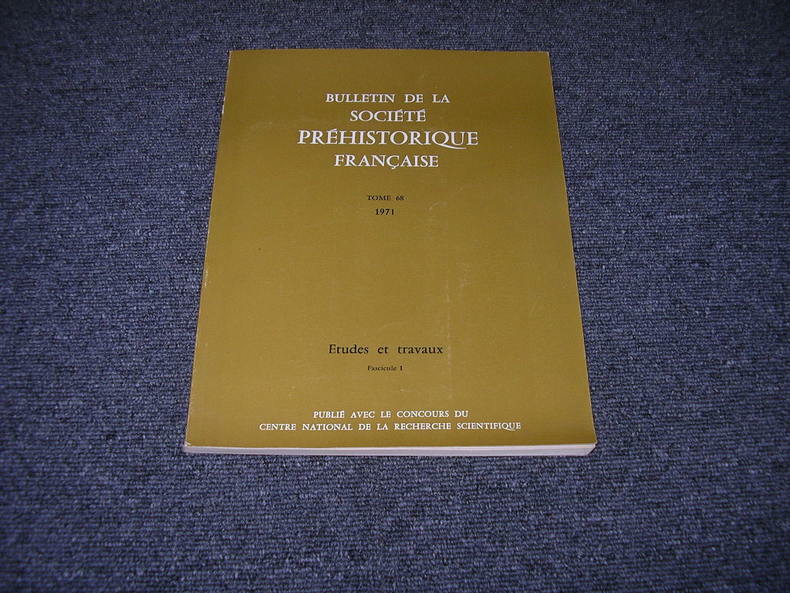 BULLETIN DE LA
SOCIÉTÉ
PRÉHISTORIQUE
FRANÇAISE
TOME 68
1971
Etudes et travaux
Fascicule 1
PUBLIÉ AVEC LE CONCOURS DU
CENTRE NATIONAL DE LA RECHERCHE SCIENTIFIQUE